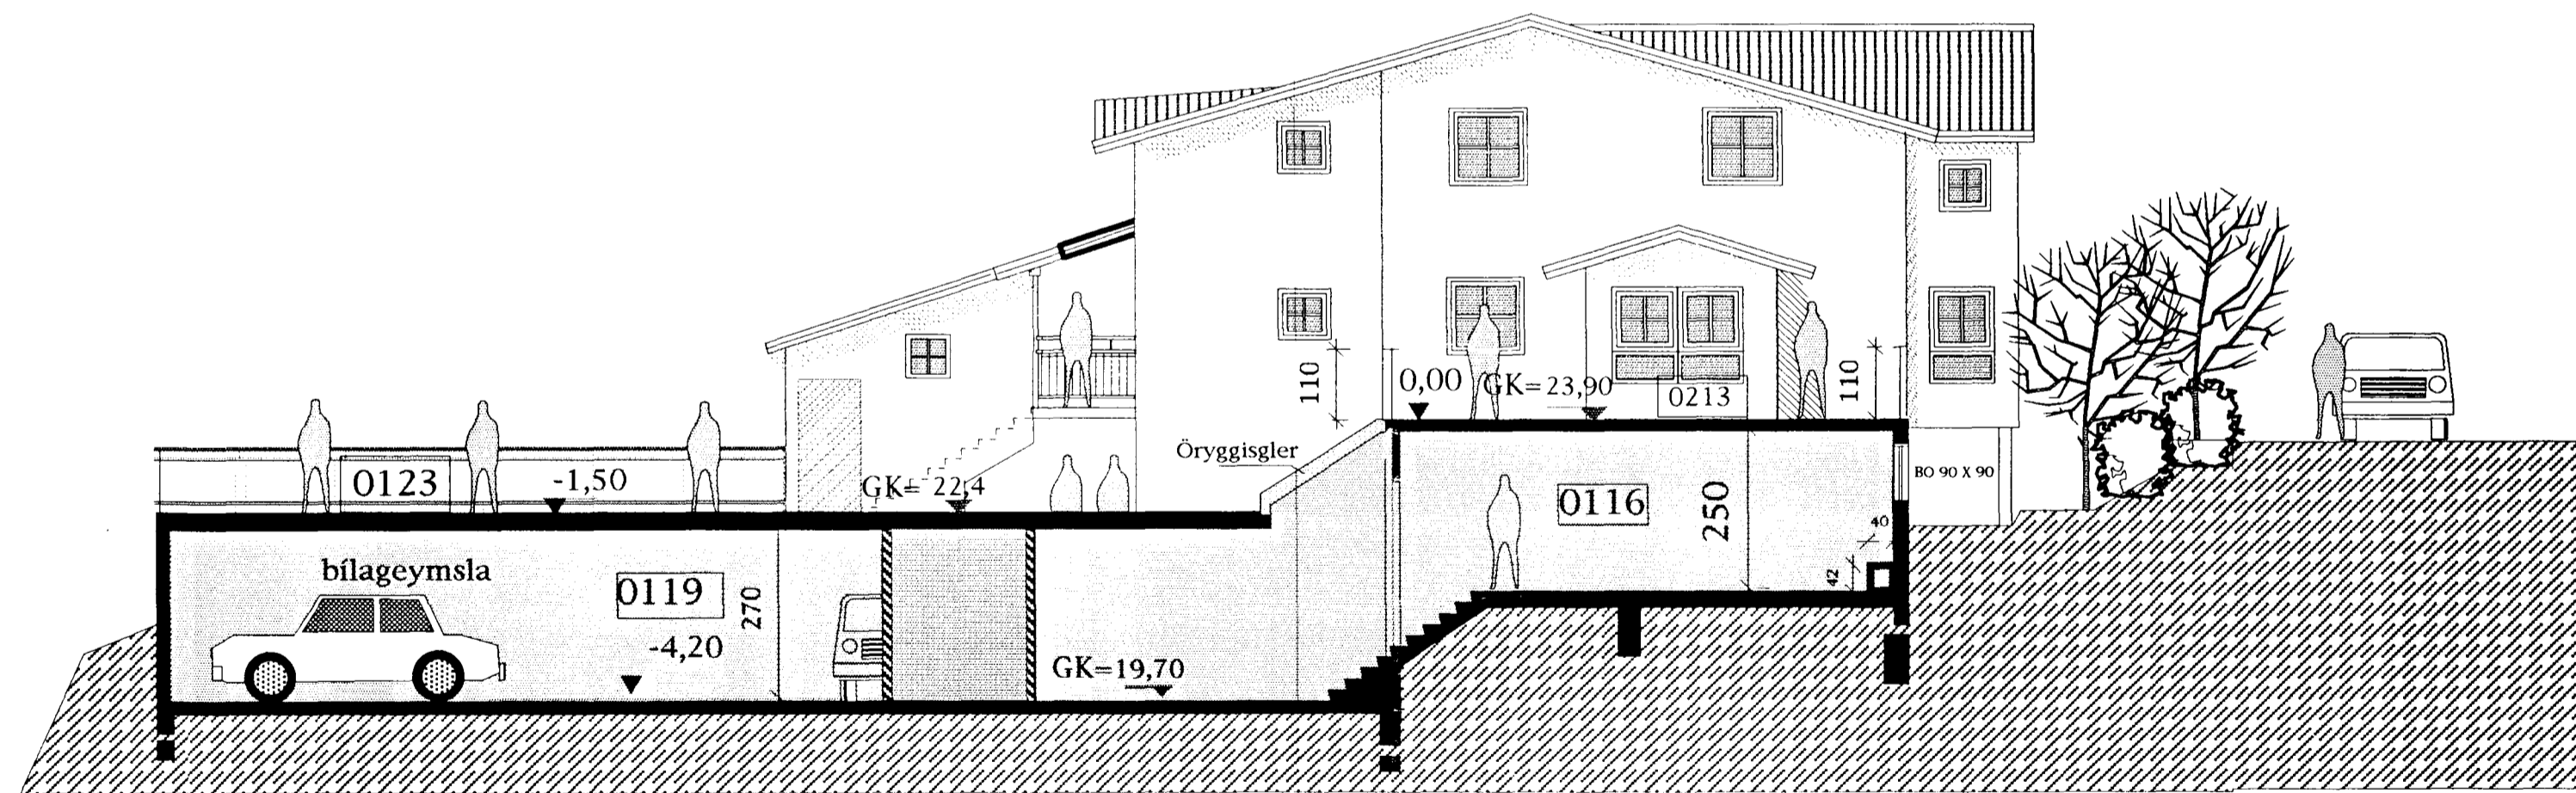 110
0,00
GK=23,90
0213
110
Öryggisgler
0123
-1,50
GK= 22,4
BO 90 X 90
0116
250
40
42
bílageymsla
0119
270
-4,20
GK=19,70